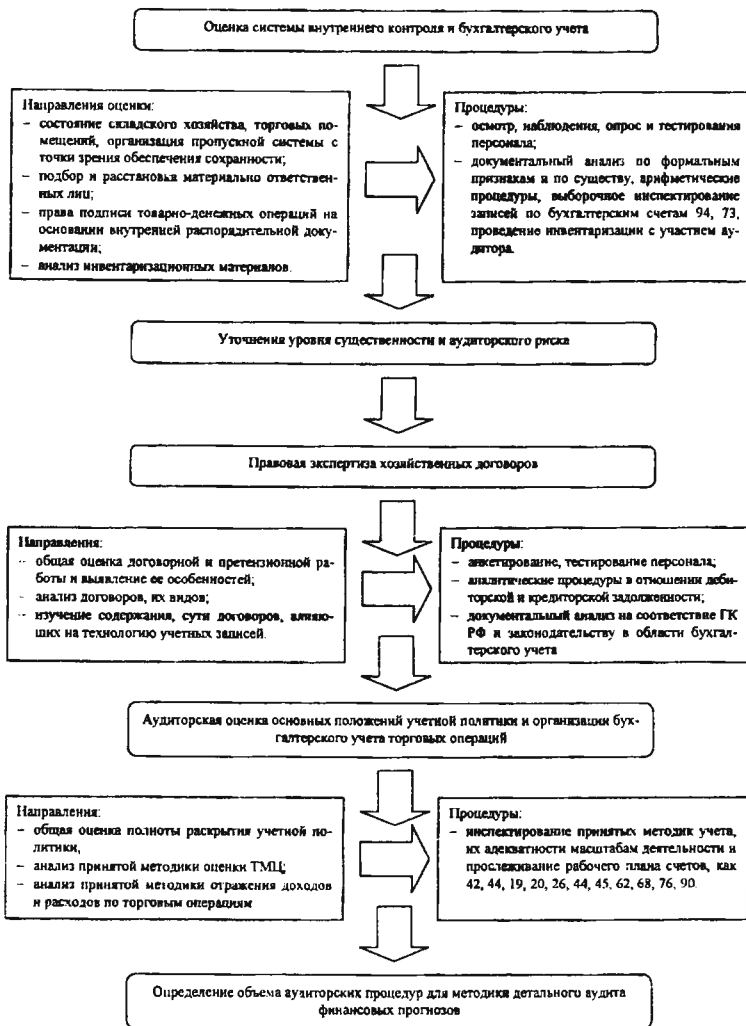 Оценка системы внутреннего контроля и бухгалтерского учета
Направления оценки:
– состояние складского хозяйства, торговых по-
мещений, организация пропускной системы с
точки зрения обеспечения сохранности;
– подбор и расстановка материально ответствен-
ных лиц;
– права подписи товарно-денежных операций на
основании внутренней распорядительной доку-
ментации;
– анализ инвентаризационных материалов.
Процедуры:
– осмотр, наблюдения, опрос и тестирования
персонала;
– документальный анализ по формальным
признакам и по существу, арифметические
процедуры, выборочное инспектирование
записей по бухгалтерским счетам 94, 73,
проведение инвентаризации с участием ау-
дитора.
Уточнения уровня существенности и аудиторского риска
Правовая экспертиза хозяйственных договоров
Направления:
– общая оценка договорной и претензионной ра-
боты и выявление ее особенностей;
– анализ договоров, их видов;
– изучение содержания, сути договоров, влияю-
щих на технологию учетных записей.
Процедуры:
– анкетирование, тестирование персонала;
– аналитические процедуры в отношении деби-
торской и кредиторской задолженности;
– документальный анализ на соответствие ГК
РФ и законодательству в области бухгал-
терского учета
Аудиторская оценка основных положений учетной политики и организации бух-
галтерского учета торговых операций
Направления:
– общая оценка полноты раскрытия учетной по-
литики;
– анализ принятой методики оценки ТМЦ;
– анализ принятой методики отражения доходов
и расходов по торговым операциям
Процедуры:
– инспектирование принятых методик учета,
их адекватности масштабам деятельности и
прослеживание рабочего плана счетов, как
42, 44, 19, 20, 26, 44, 45, 62, 68, 76, 90.
Определение объема аудиторских процедур для методики детального аудита
финансовых прогнозов